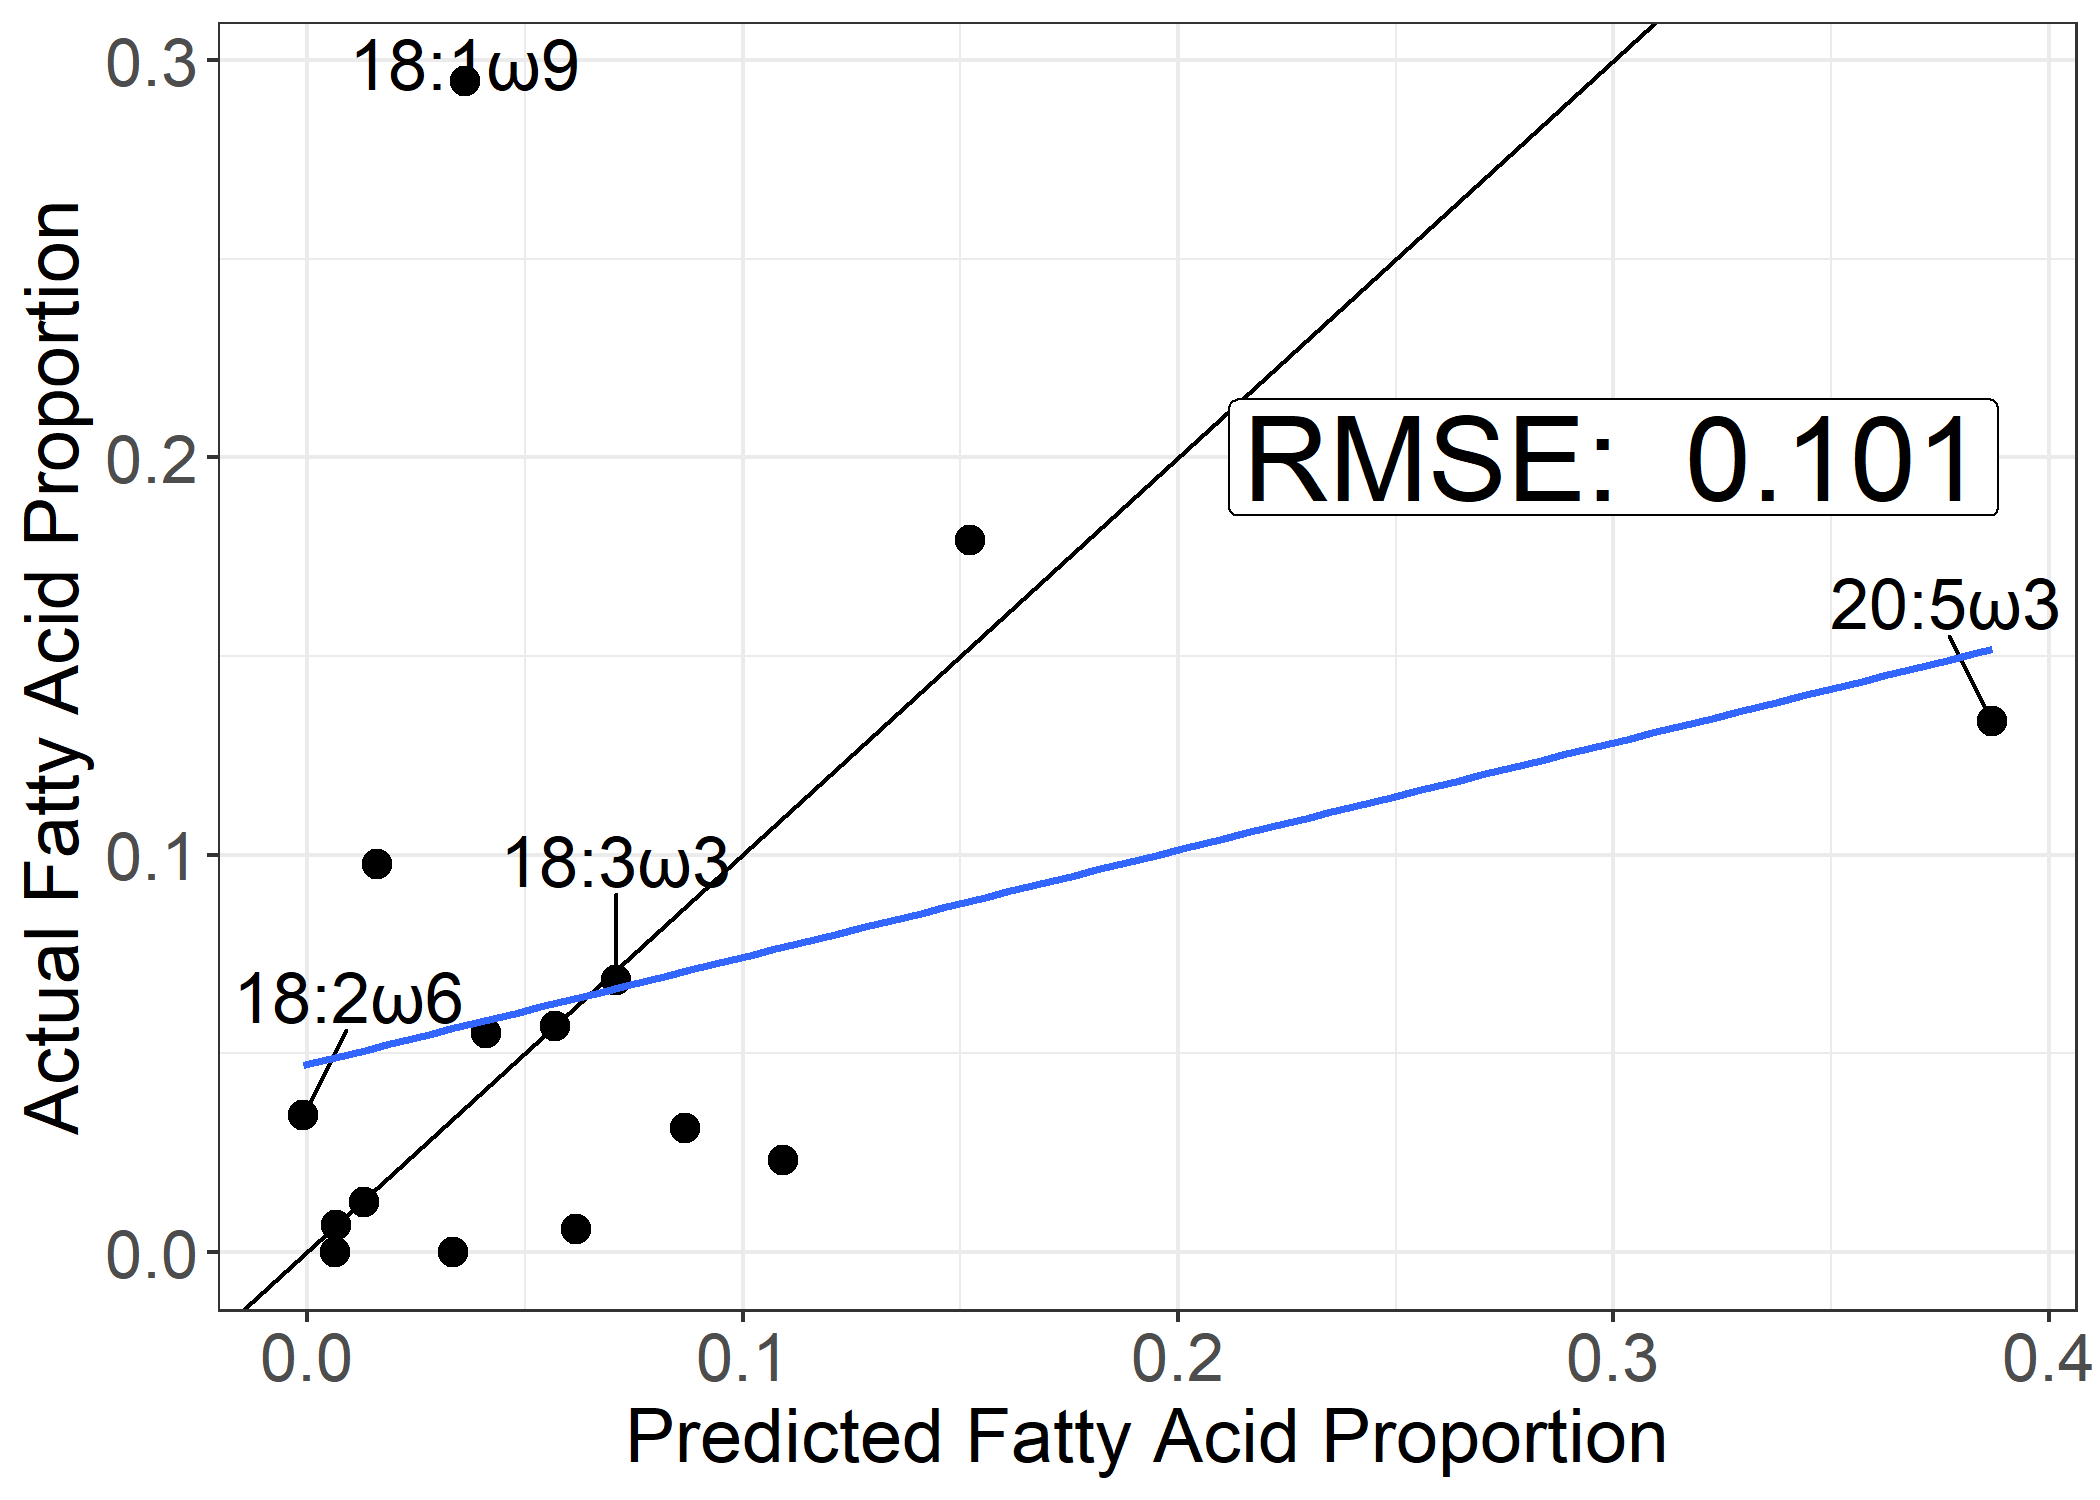 18:1ω9
RMSE: 0.101
20:5ω3
18:3ω3
18:2ω6
Actual Fatty Acid Proportion
0.3
0.2
0.1
0.0
0.0 0.1 0.2 0.3 0.4
Predicted Fatty Acid Proportion